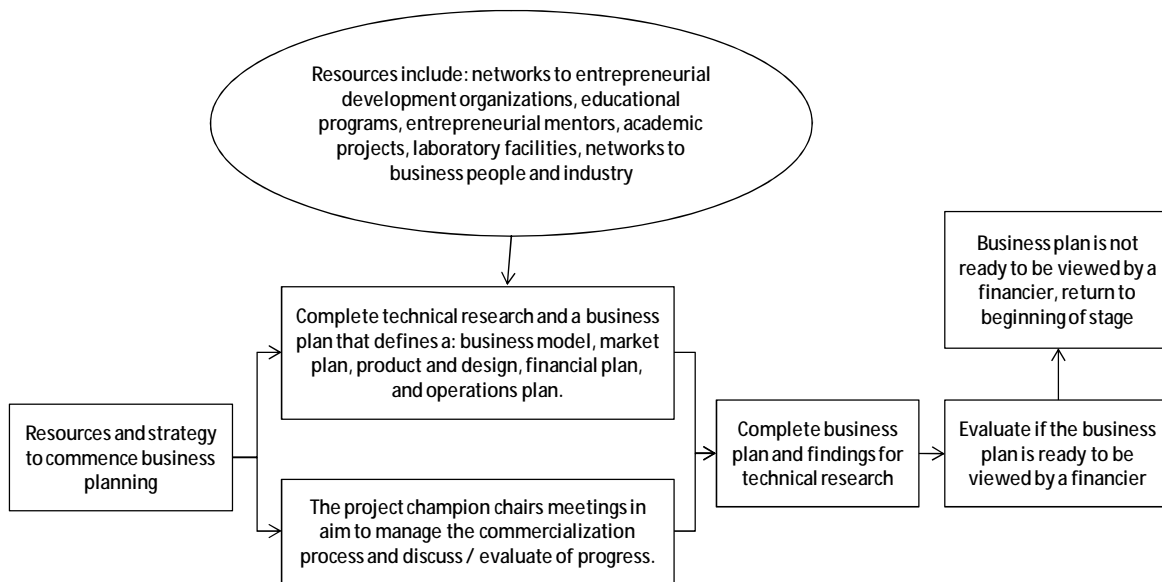 Resources include: networks to entrepreneurial
development organizations, educational
programs, entrepreneurial mentors, academic
projects, laboratory facilities, networks to
business people and industry
Business plan is not
ready to be viewed by a
financier, return to
beginning of stage
Complete technical research and a business
plan that defines a: business model, market
plan, product and design, financial plan,
and operations plan.
Resources and strategy
to commence business
planning
Complete business
plan and findings for
technical research
Evaluate if the business
plan is ready to be
viewed by a financier
The project champion chairs meetings in
aim to manage the commercialization
process and discuss / evaluate of progress.